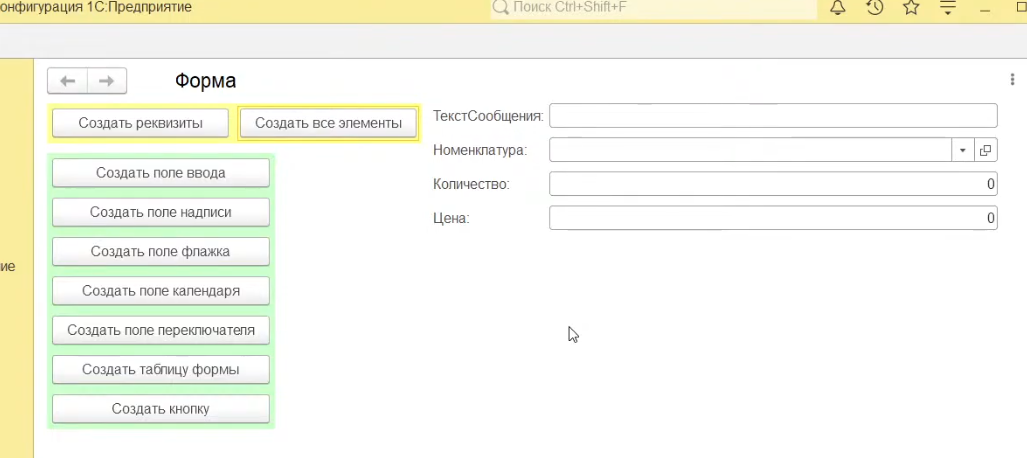 онфигурация 1С:Предприятие
Поиск Ctrl+Shift+F
Форма
Создать реквизиты
Создать все элементы
Создать поле ввода
Создать поле надписи
Создать поле флажка
Создать поле календаря
Создать поле переключателя
Создать таблицу формы
Создать кнопку
ТекстСообщения:
Номенклатура:
Количество: 0
Цена: 0
ие